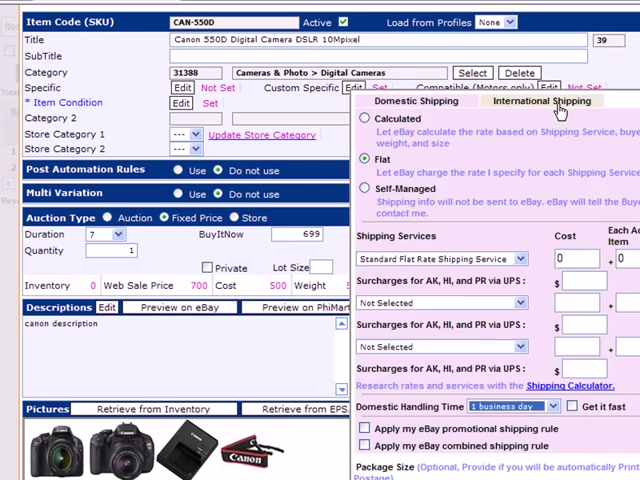 Item Code (SKU) CAN-550D Active Load from Profiles None
Title Canon 550D Digital Camera DSLR 10Mpixel 39
SubTitle
Category 31388 Cameras & Photo > Digital Cameras Select Delete
Specific Edit Not Set Custom Specific Edit Not Set Compatible (Motors only) Edit Not Set
* Item Condition Edit Set
Category 2
Store Category 1 --- Update Store Category
Store Category 2 ---
Post Automation Rules Use Do not use
Multi Variation Use Do not use
Auction Type Auction Fixed Price Store
Duration 7 BuyItNow 699
Quantity 1
Private Lot Size
Inventory 0 Web Sale Price 700 Cost 500 Weight
Descriptions Edit Preview on eBay Preview on PhiMart
canon description
Pictures Retrieve from Inventory Retrieve from EPS
Canon
Domestic Shipping International Shipping
Calculated
Let eBay calculate the rate based on Shipping Service,
weight, and size
Flat
Let eBay charge the rate I specify for each Shipping Service
Self-Managed
Shipping info will not be sent to eBay. eBay will tell the
contact me.
Shipping Services Cost Each
Item
Standard Flat Rate Shipping Service 0 + 0
Surcharges for AK, HI, and PR via UPS : $
Not Selected +
Surcharges for AK, HI, and PR via UPS : $
Not Selected +
Surcharges for AK, HI, and PR via UPS : $
Research rates and services with the Shipping Calculator.
Domestic Handling Time 1 business day Get it fast
Apply my eBay promotional shipping rule
Apply my eBay combined shipping rule
Package Size (Optional, Provide if you will be automatically Print
Postage)